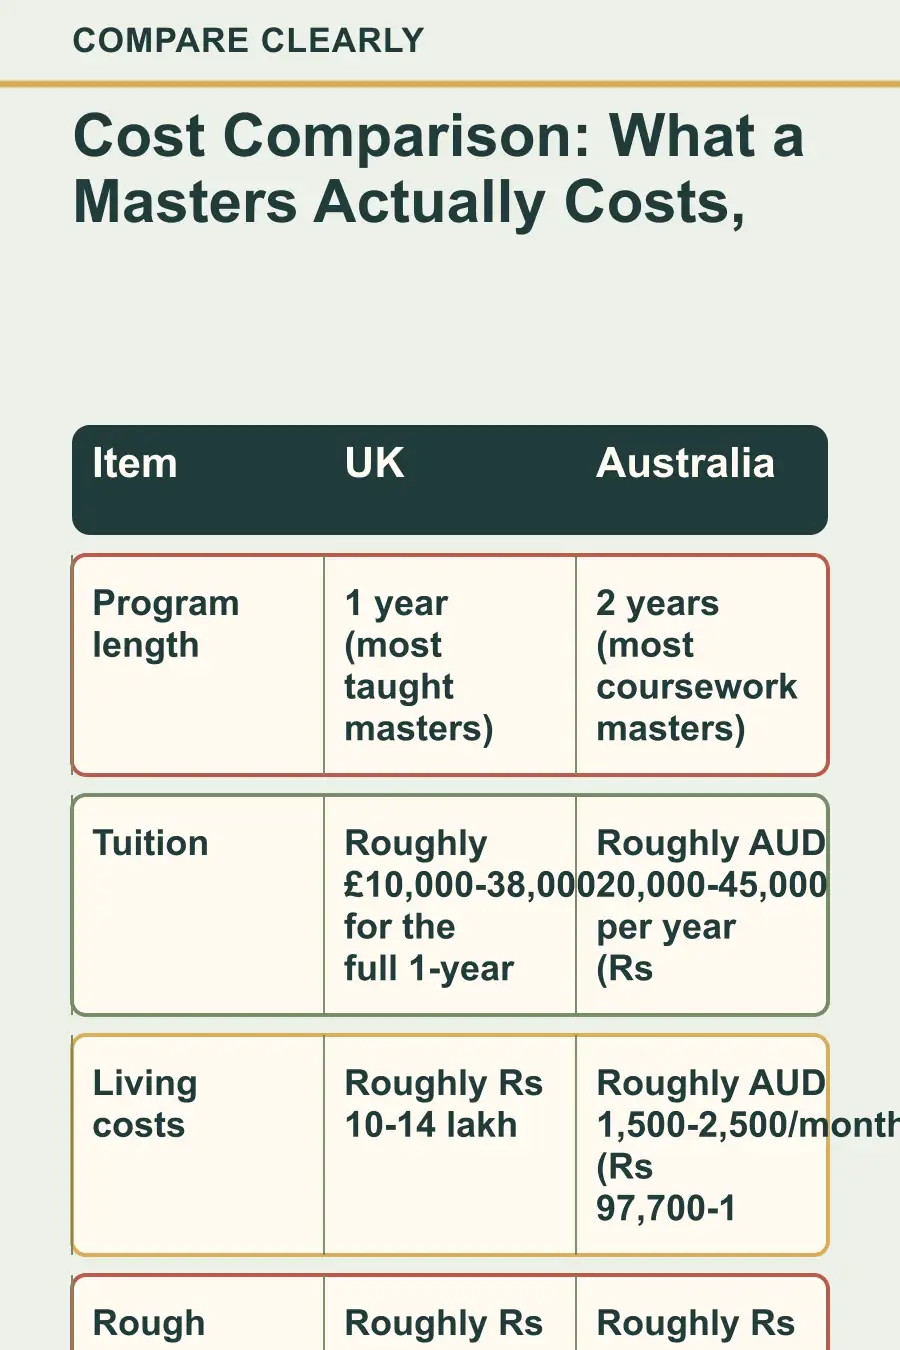 COMPARE CLEARLY
Cost Comparison: What a
Masters Actually Costs,
Item
UK
Australia
Program
length
1 year
(most
taught
masters)
2 years
(most
coursework
masters)
Tuition
Roughly
£10,000-38,000
for the
full 1-year
Roughly AUD
20,000-45,000
per year
(Rs
Living
costs
Roughly Rs
10-14 lakh
Roughly AUD
1,500-2,500/month
(Rs
97,700-1
Rough
Roughly Rs
Roughly Rs